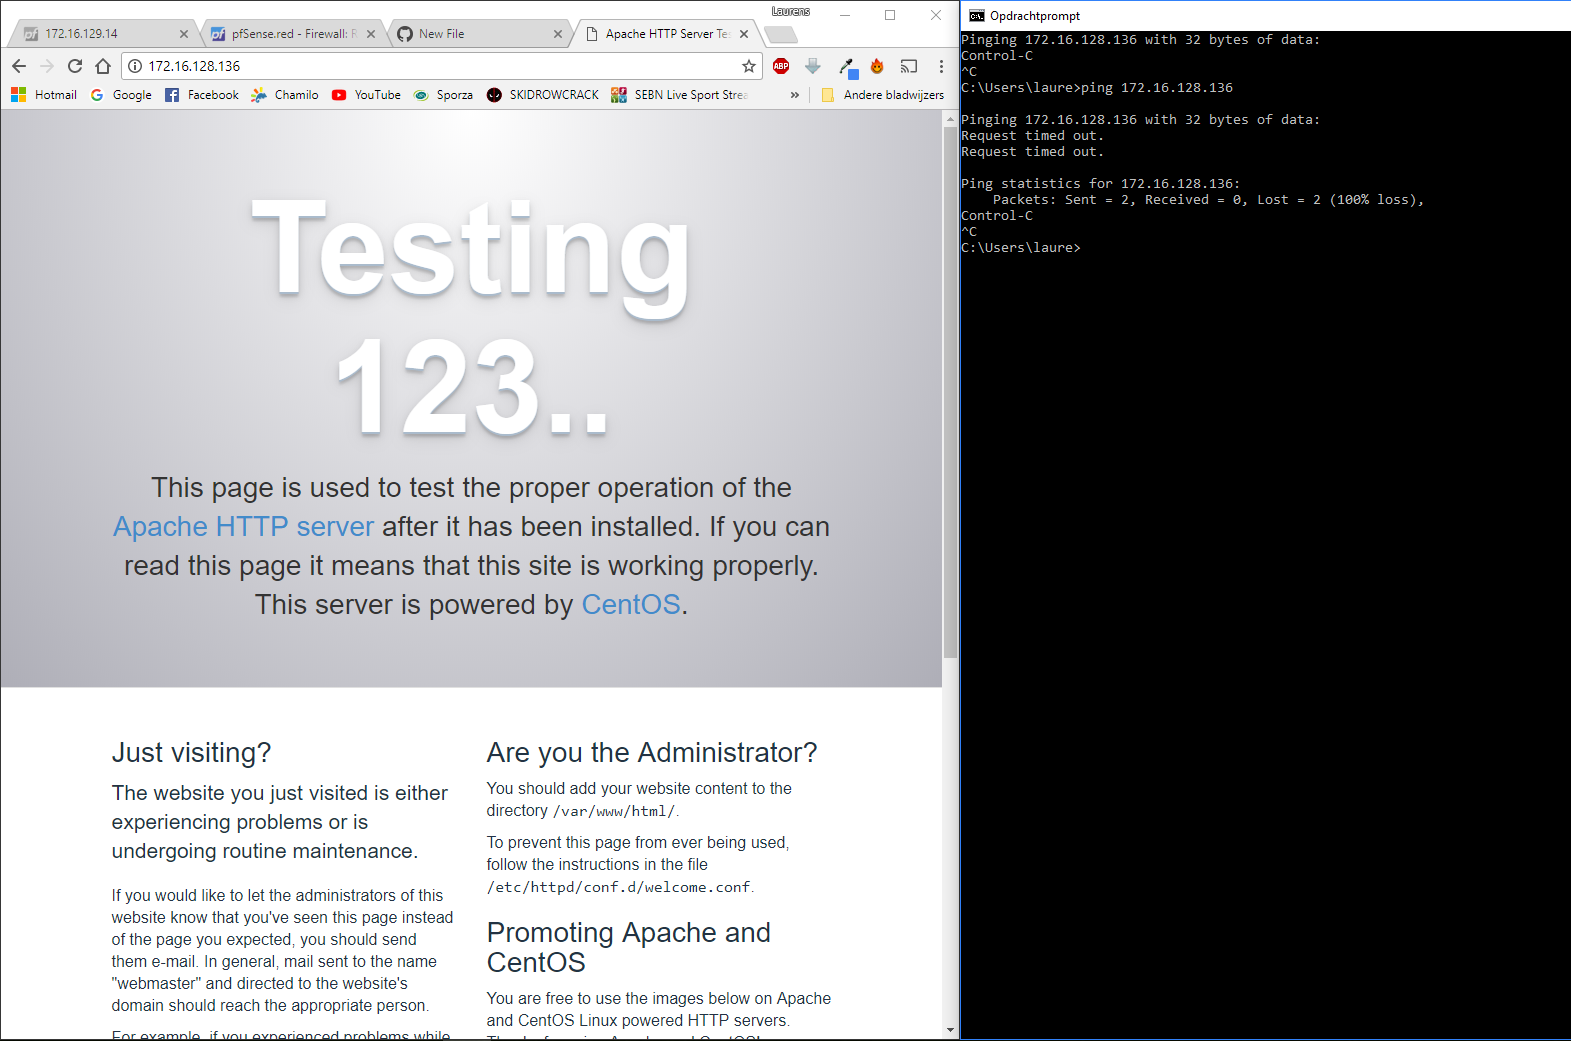 Laurens
172.16.129.14
pfSense.red - Firewall: R
New File
Apache HTTP Server Tes
172.16.128.136
ABP
Hotmail
Google
Facebook
Chamilo
YouTube
Sporza
SKIDROWCRACK
SEBN Live Sport Strea
»
Andere bladwijzers
Testing
123..
This page is used to test the proper operation of the
Apache HTTP server after it has been installed. If you can
read this page it means that this site is working properly.
This server is powered by CentOS.
Just visiting?
The website you just visited is either
experiencing problems or is
undergoing routine maintenance.
If you would like to let the administrators of this
website know that you've seen this page instead
of the page you expected, you should send
them e-mail. In general, mail sent to the name
"webmaster" and directed to the website's
domain should reach the appropriate person.
For example, if you experienced problems while
Are you the Administrator?
You should add your website content to the
directory /var/www/html/.
To prevent this page from ever being used,
follow the instructions in the file
/etc/httpd/conf.d/welcome.conf.
Promoting Apache and
CentOS
You are free to use the images below on Apache
and CentOS Linux powered HTTP servers.
Opdrachtprompt
Pinging 172.16.128.136 with 32 bytes of data:
Control-C
^C
C:\Users\laure>ping 172.16.128.136
Pinging 172.16.128.136 with 32 bytes of data:
Request timed out.
Request timed out.
Ping statistics for 172.16.128.136:
Packets: Sent = 2, Received = 0, Lost = 2 (100% loss),
Control-C
^C
C:\Users\laure>